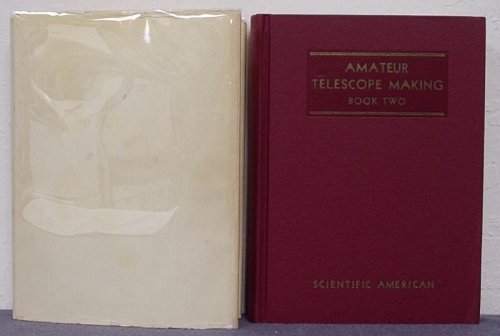 AMATEUR
TELESCOPE MAKING
BOOK TWO
SCIENTIFIC AMERICAN